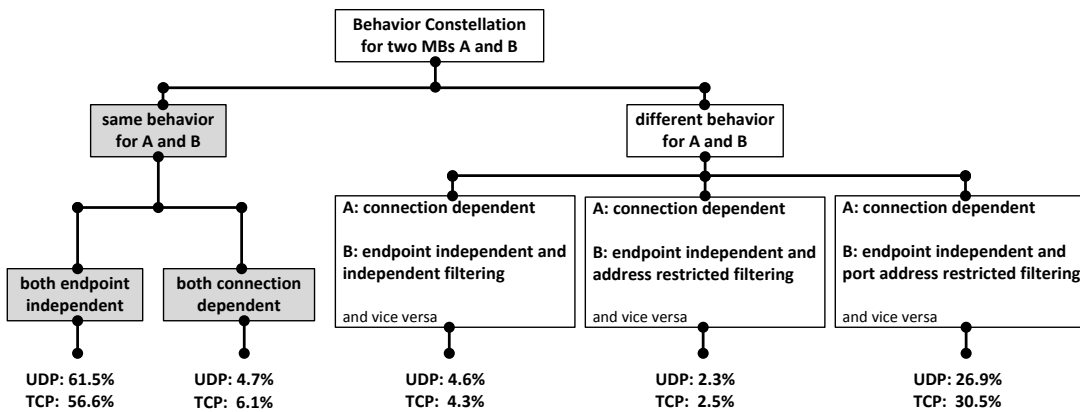 Behavior Constellation
for two MBs A and B
same behavior
for A and B
different behavior
for A and B
both endpoint
independent
both connection
dependent
A: connection dependent
B: endpoint independent and
independent filtering
and vice versa
A: connection dependent
B: endpoint independent and
address restricted filtering
and vice versa
A: connection dependent
B: endpoint independent and
port address restricted filtering
and vice versa
UDP: 61.5%
TCP: 56.6%
UDP: 4.7%
TCP: 6.1%
UDP: 4.6%
TCP: 4.3%
UDP: 2.3%
TCP: 2.5%
UDP: 26.9%
TCP: 30.5%